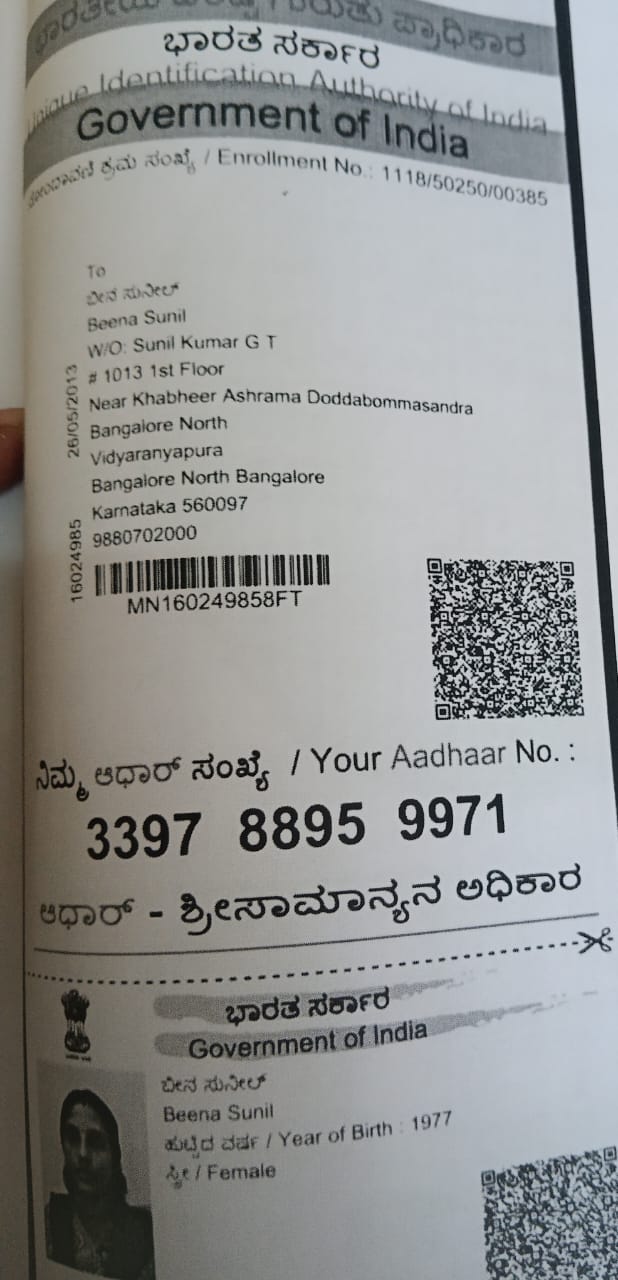 ಭಾರತೀಯ ಪ್ರಾಧಿಕಾರ
ಭಾರತ ಸರ್ಕಾರ
Unique Identification Authority of India
Government of India
ಕ್ರಮ ಸಂಖ್ಯೆ / Enrollment No.: 1118/50250/00385
To
ಬೀನ ಸುನೀಲ್
Beena Sunil
W/O: Sunil Kumar G T
# 1013 1st Floor
Near Khabheer Ashrama Doddabommasandra
Bangalore North
Vidyaranyapura
Bangalore North Bangalore
Karnataka 560097
9880702000
26/05/2013
16024985
MN160249858FT
ನಿಮ್ಮ ಆಧಾರ್ ಸಂಖ್ಯೆ / Your Aadhaar No. :
3397 8895 9971
ಆಧಾರ್ - ಶ್ರೀಸಾಮಾನ್ಯನ ಅಧಿಕಾರ
ಭಾರತ ಸರ್ಕಾರ
Government of India
ಬೀನ ಸುನೀಲ್
Beena Sunil
ಹುಟ್ಟಿದ ವರ್ಷ / Year of Birth : 1977
ಸ್ತ್ರೀ / Female